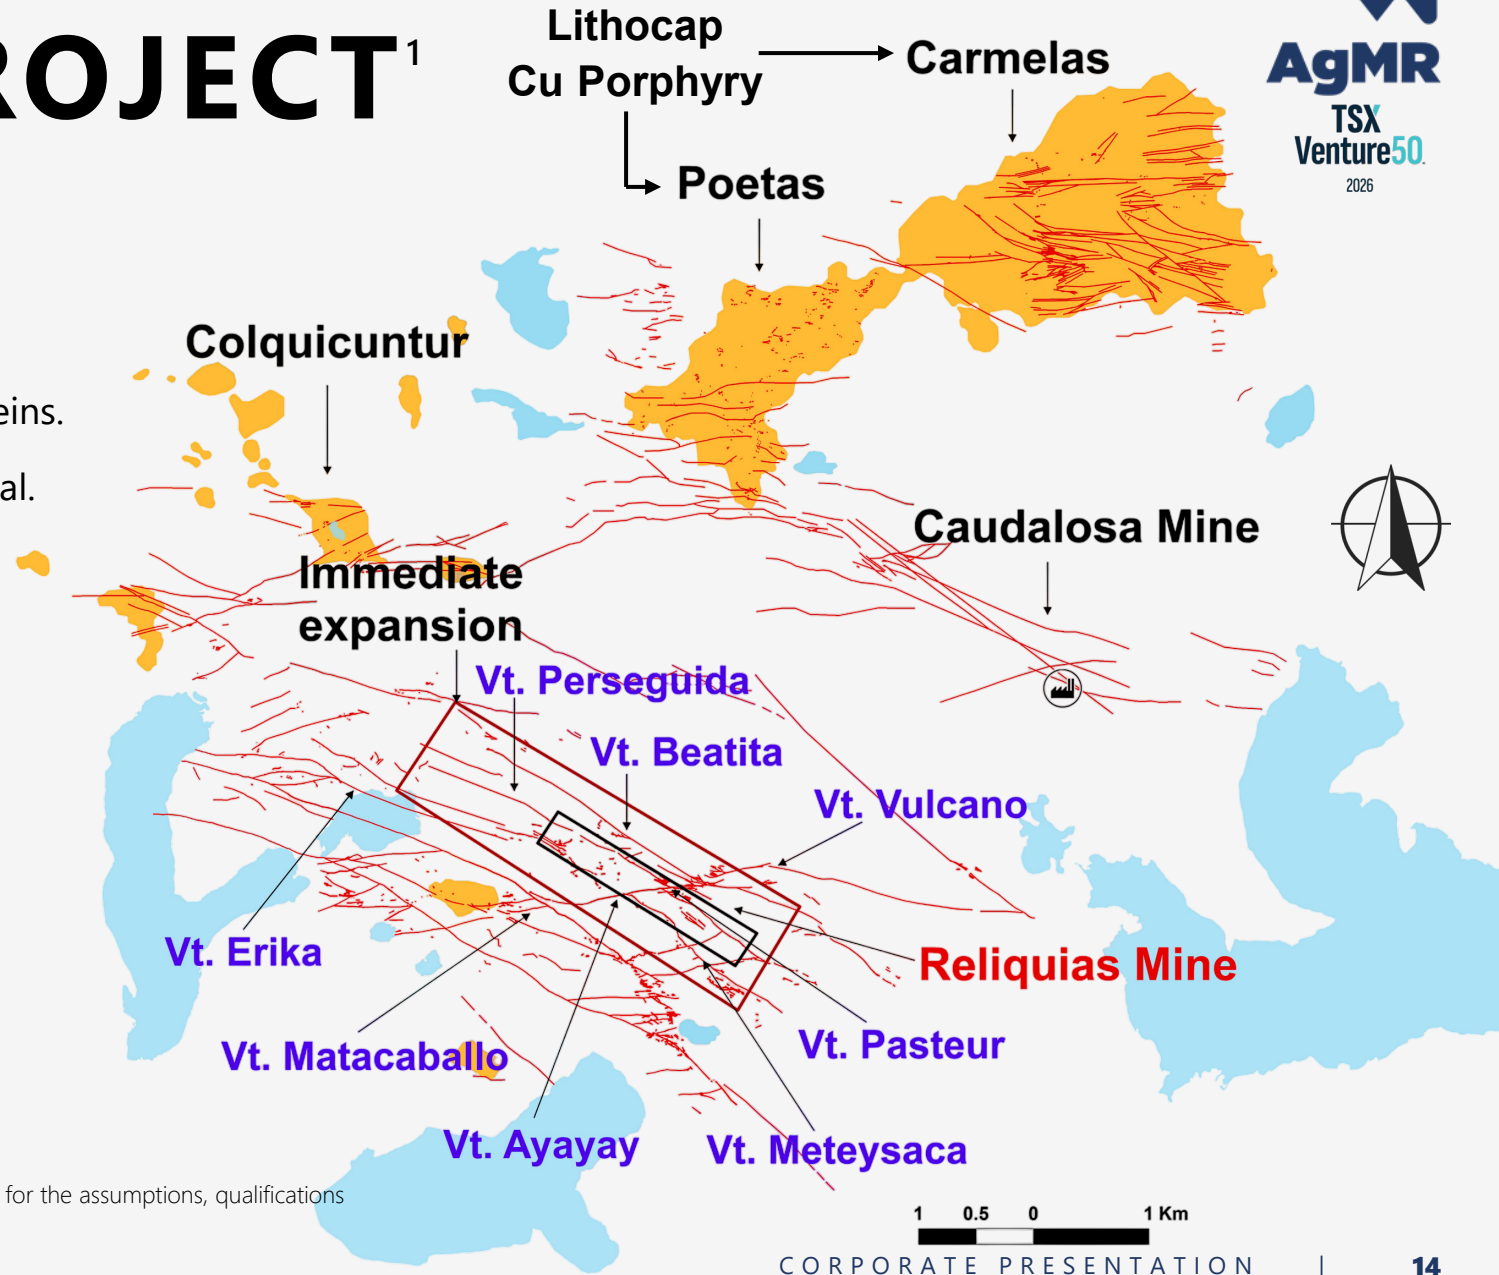 ROJECT¹
Lithocap
Cu Porphyry
Carmelas
AgMR
TSX
Venture50
2026
Poetas
Colquicuntur
eins.
al.
Caudalosa Mine
Immediate
expansion
Vt. Perseguida
Vt. Beatita
Vt. Vulcano
Vt. Erika
Reliquias Mine
Vt. Matacaballo
Vt. Pasteur
Vt. Ayayay
Vt. Meteysaca
for the assumptions, qualifications
1 0.5 0 1 Km
CORPORATE PRESENTATION | 14